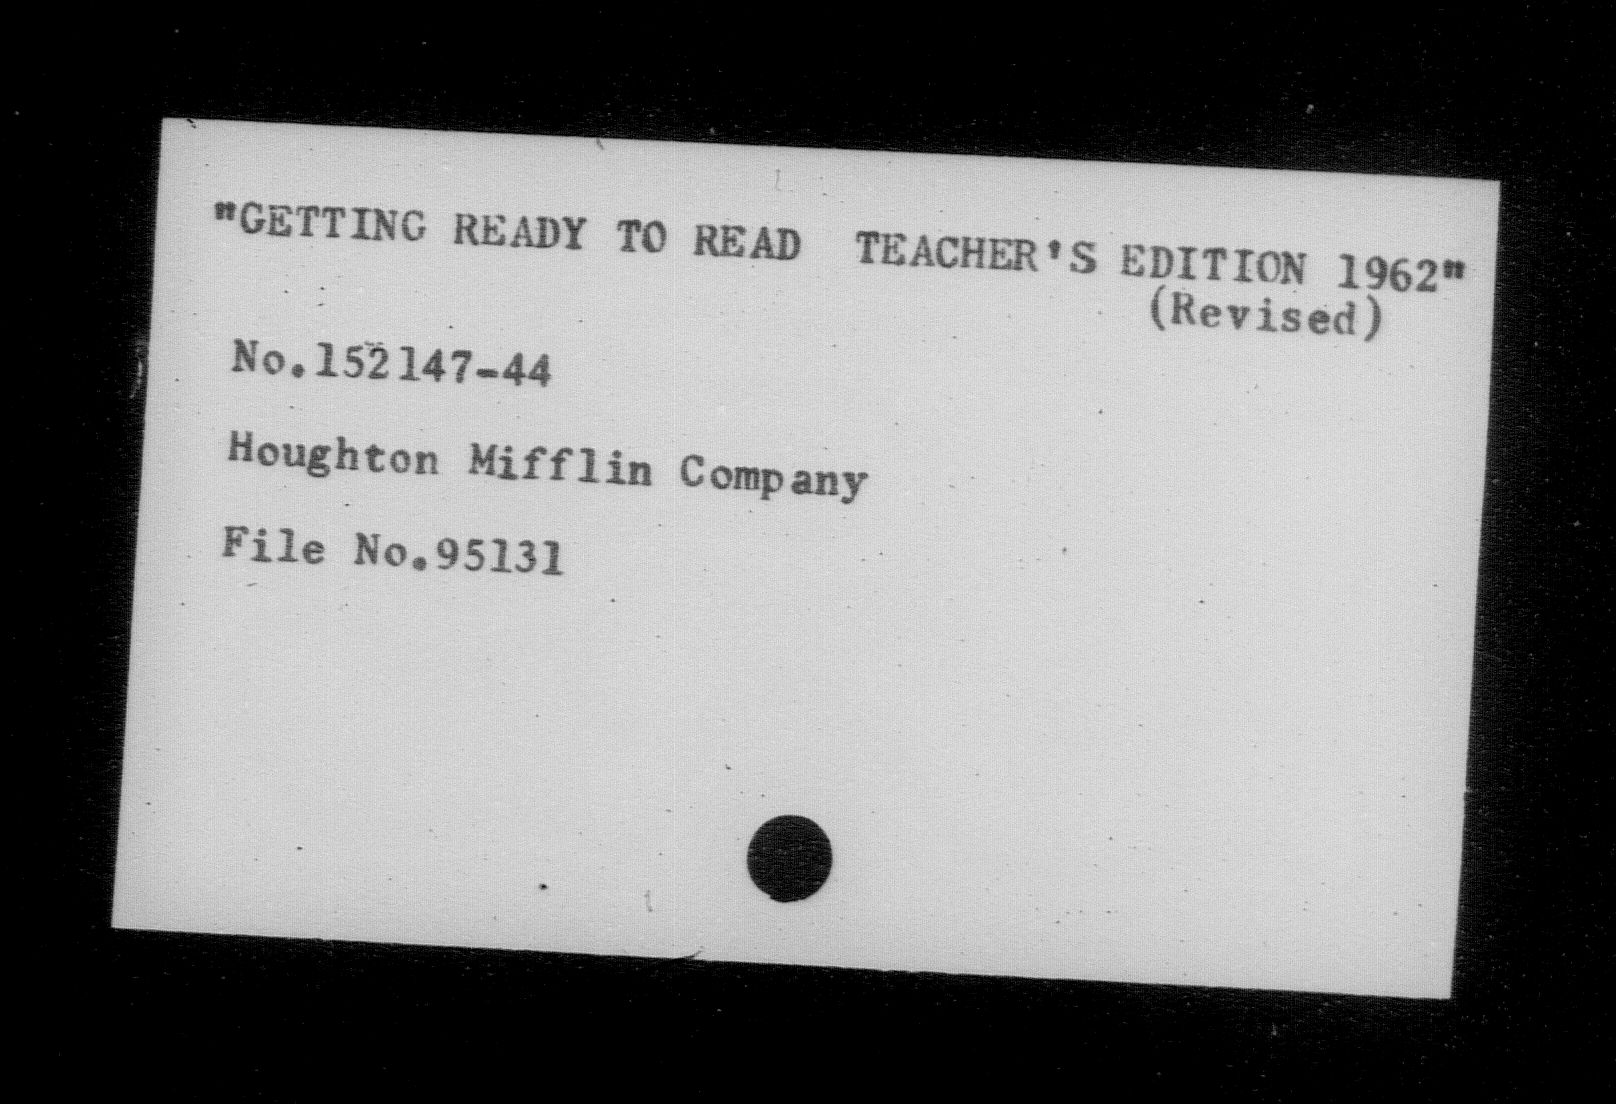 "GETTING READY TO READ  TEACHER'S EDITION 1962"
(Revised)
No.152147-44
Houghton Mifflin Company
File No.95131